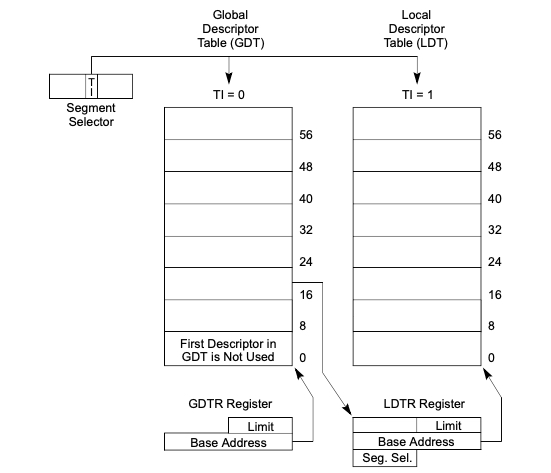 Global
Descriptor
Table (GDT)
Local
Descriptor
Table (LDT)
T
I
Segment
Selector
TI = 0
TI = 1
56
48
40
32
24
16
8
First Descriptor in
GDT is Not Used
0
56
48
40
32
24
16
8
0
GDTR Register
Limit
Base Address
LDTR Register
Limit
Base Address
Seg. Sel.